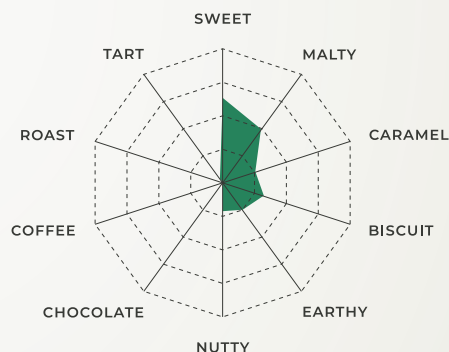 SWEET
TART
MALTY
ROAST
CARAMEL
COFFEE
BISCUIT
CHOCOLATE
EARTHY
NUTTY